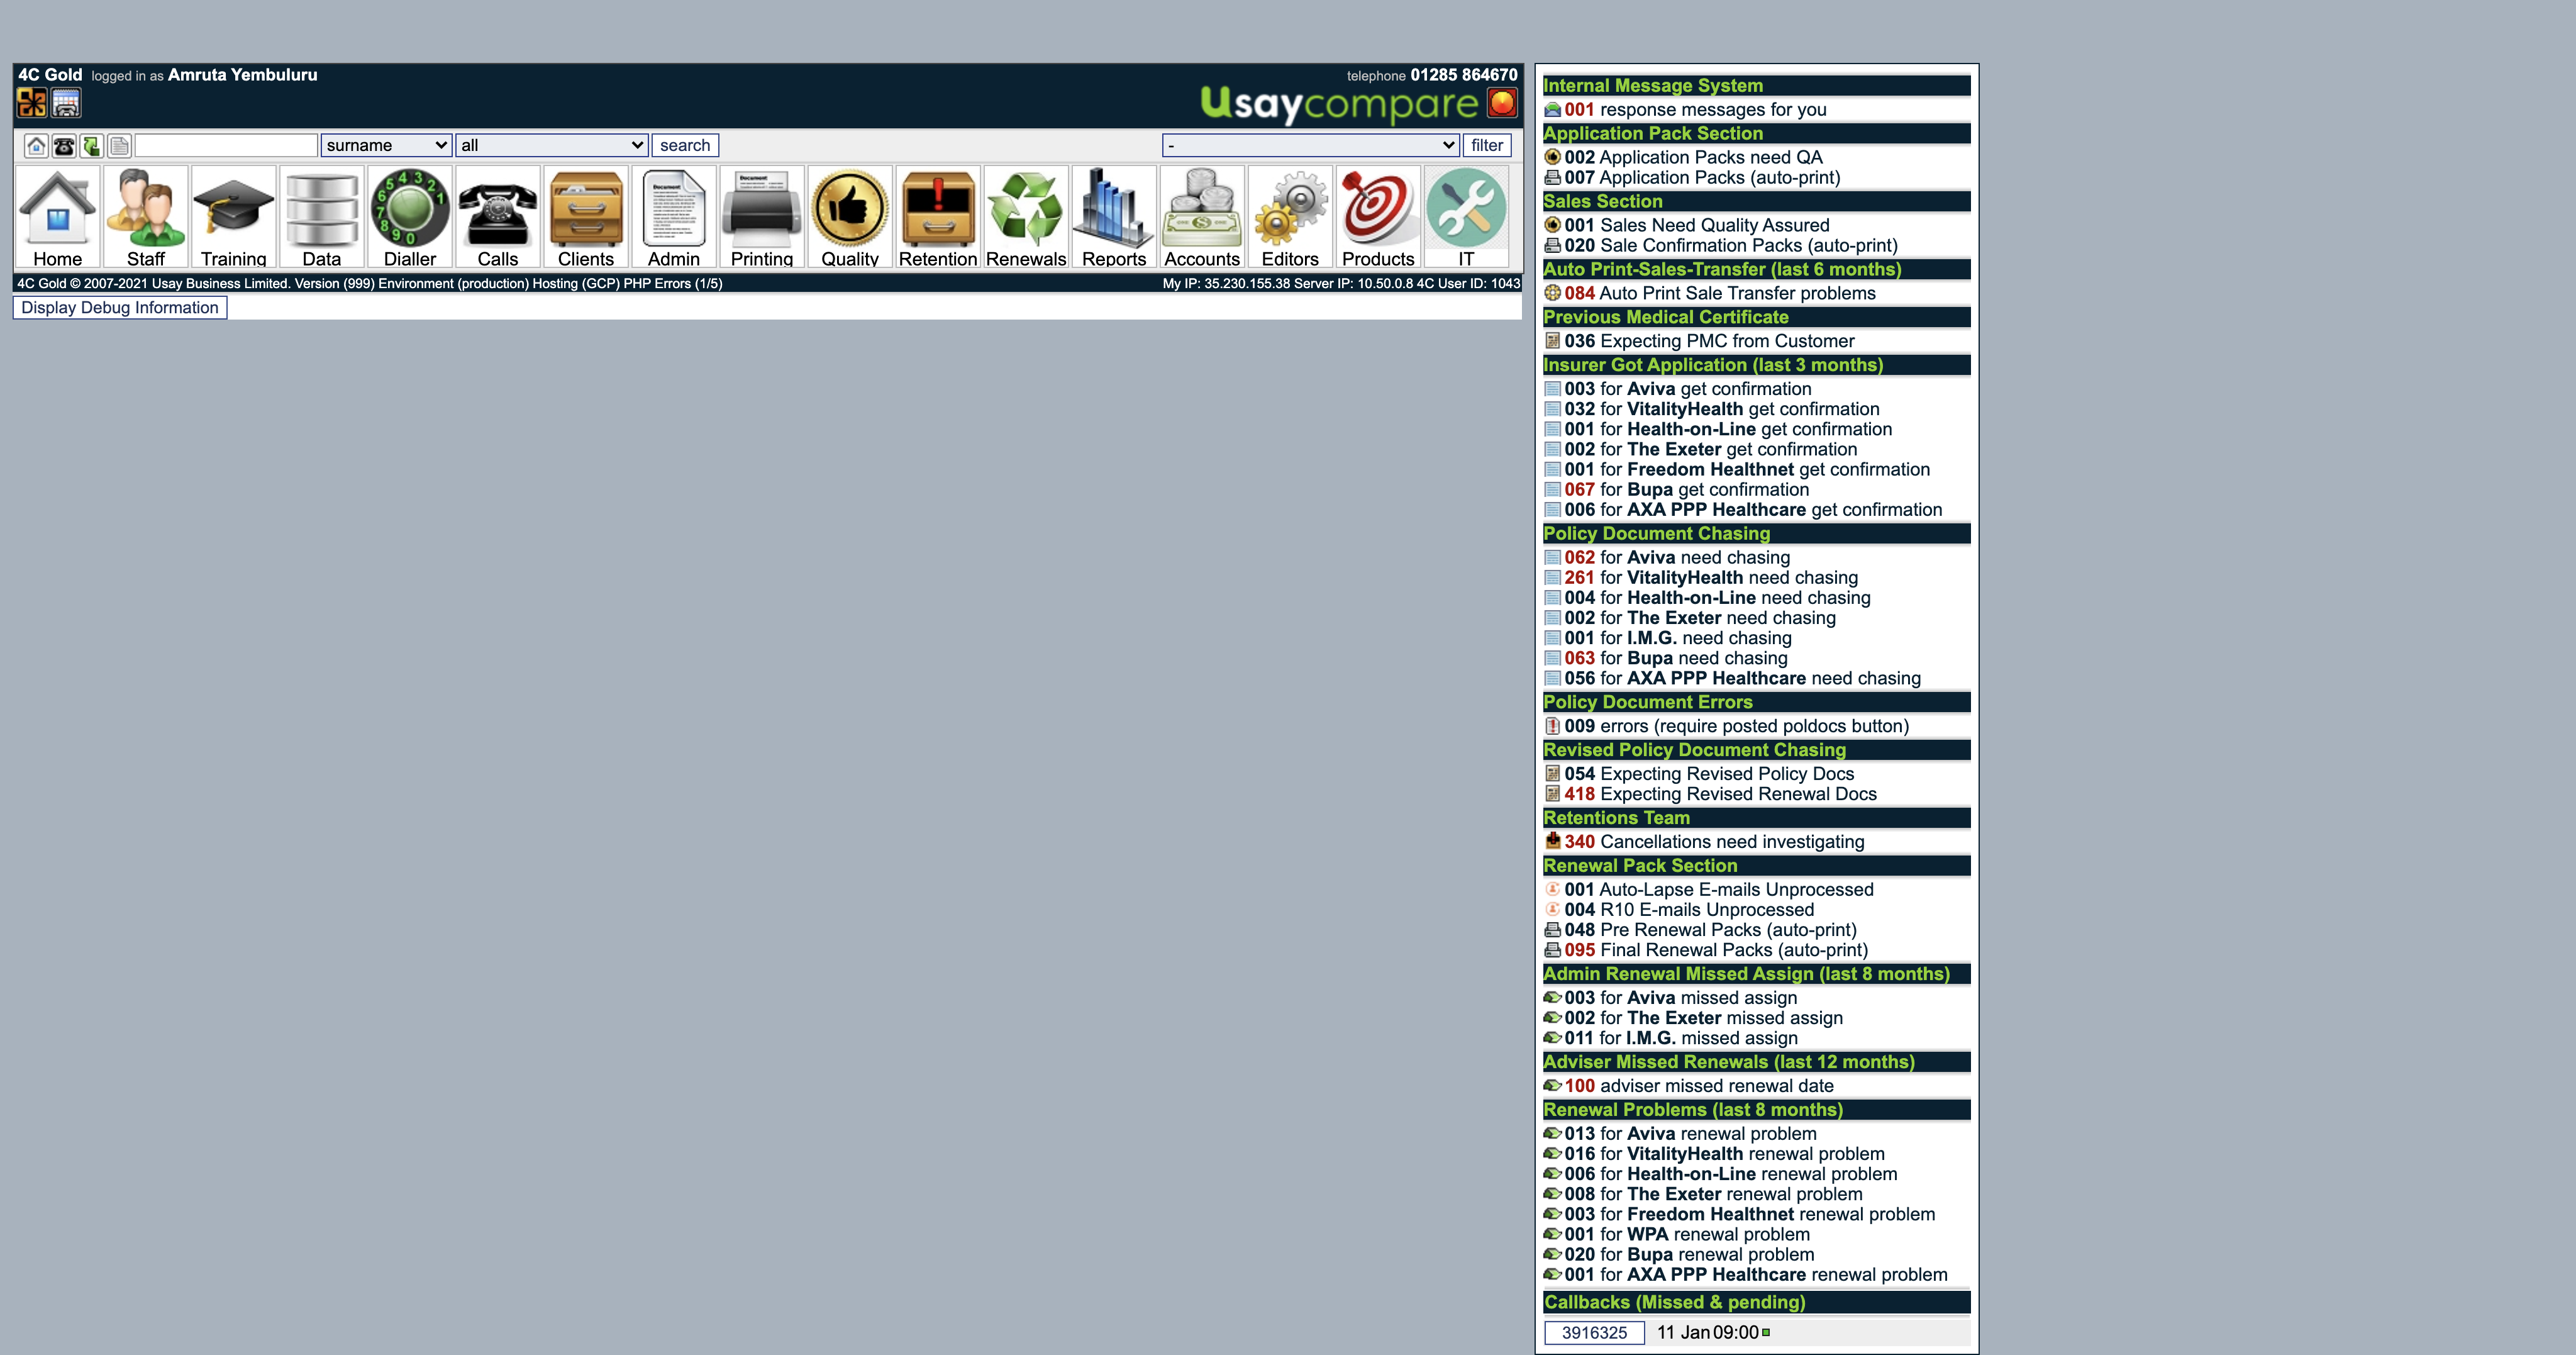 4C Gold logged in as Amruta Yembuluru
telephone 01285 864670
usaycompare
surname all search - filter
Home Staff Training Data Dialler Calls Clients Admin Printing Quality Retention Renewals Reports Accounts Editors Products IT
4C Gold © 2007-2021 Usay Business Limited. Version (999) Environment (production) Hosting (GCP) PHP Errors (1/5)
My IP: 35.230.155.38 Server IP: 10.50.0.8 4C User ID: 1043
Display Debug Information
Internal Message System
001 response messages for you
Application Pack Section
002 Application Packs need QA
007 Application Packs (auto-print)
Sales Section
001 Sales Need Quality Assured
020 Sale Confirmation Packs (auto-print)
Auto Print-Sales-Transfer (last 6 months)
084 Auto Print Sale Transfer problems
Previous Medical Certificate
036 Expecting PMC from Customer
Insurer Got Application (last 3 months)
003 for Aviva get confirmation
032 for VitalityHealth get confirmation
001 for Health-on-Line get confirmation
002 for The Exeter get confirmation
001 for Freedom Healthnet get confirmation
067 for Bupa get confirmation
006 for AXA PPP Healthcare get confirmation
Policy Document Chasing
062 for Aviva need chasing
261 for VitalityHealth need chasing
004 for Health-on-Line need chasing
002 for The Exeter need chasing
001 for I.M.G. need chasing
063 for Bupa need chasing
056 for AXA PPP Healthcare need chasing
Policy Document Errors
009 errors (require posted poldocs button)
Revised Policy Document Chasing
054 Expecting Revised Policy Docs
418 Expecting Revised Renewal Docs
Retentions Team
340 Cancellations need investigating
Renewal Pack Section
001 Auto-Lapse E-mails Unprocessed
004 R10 E-mails Unprocessed
048 Pre Renewal Packs (auto-print)
095 Final Renewal Packs (auto-print)
Admin Renewal Missed Assign (last 8 months)
003 for Aviva missed assign
002 for The Exeter missed assign
011 for I.M.G. missed assign
Adviser Missed Renewals (last 12 months)
100 adviser missed renewal date
Renewal Problems (last 8 months)
013 for Aviva renewal problem
016 for VitalityHealth renewal problem
006 for Health-on-Line renewal problem
008 for The Exeter renewal problem
003 for Freedom Healthnet renewal problem
001 for WPA renewal problem
020 for Bupa renewal problem
001 for AXA PPP Healthcare renewal problem
Callbacks (Missed & pending)
3916325 11 Jan 09:00